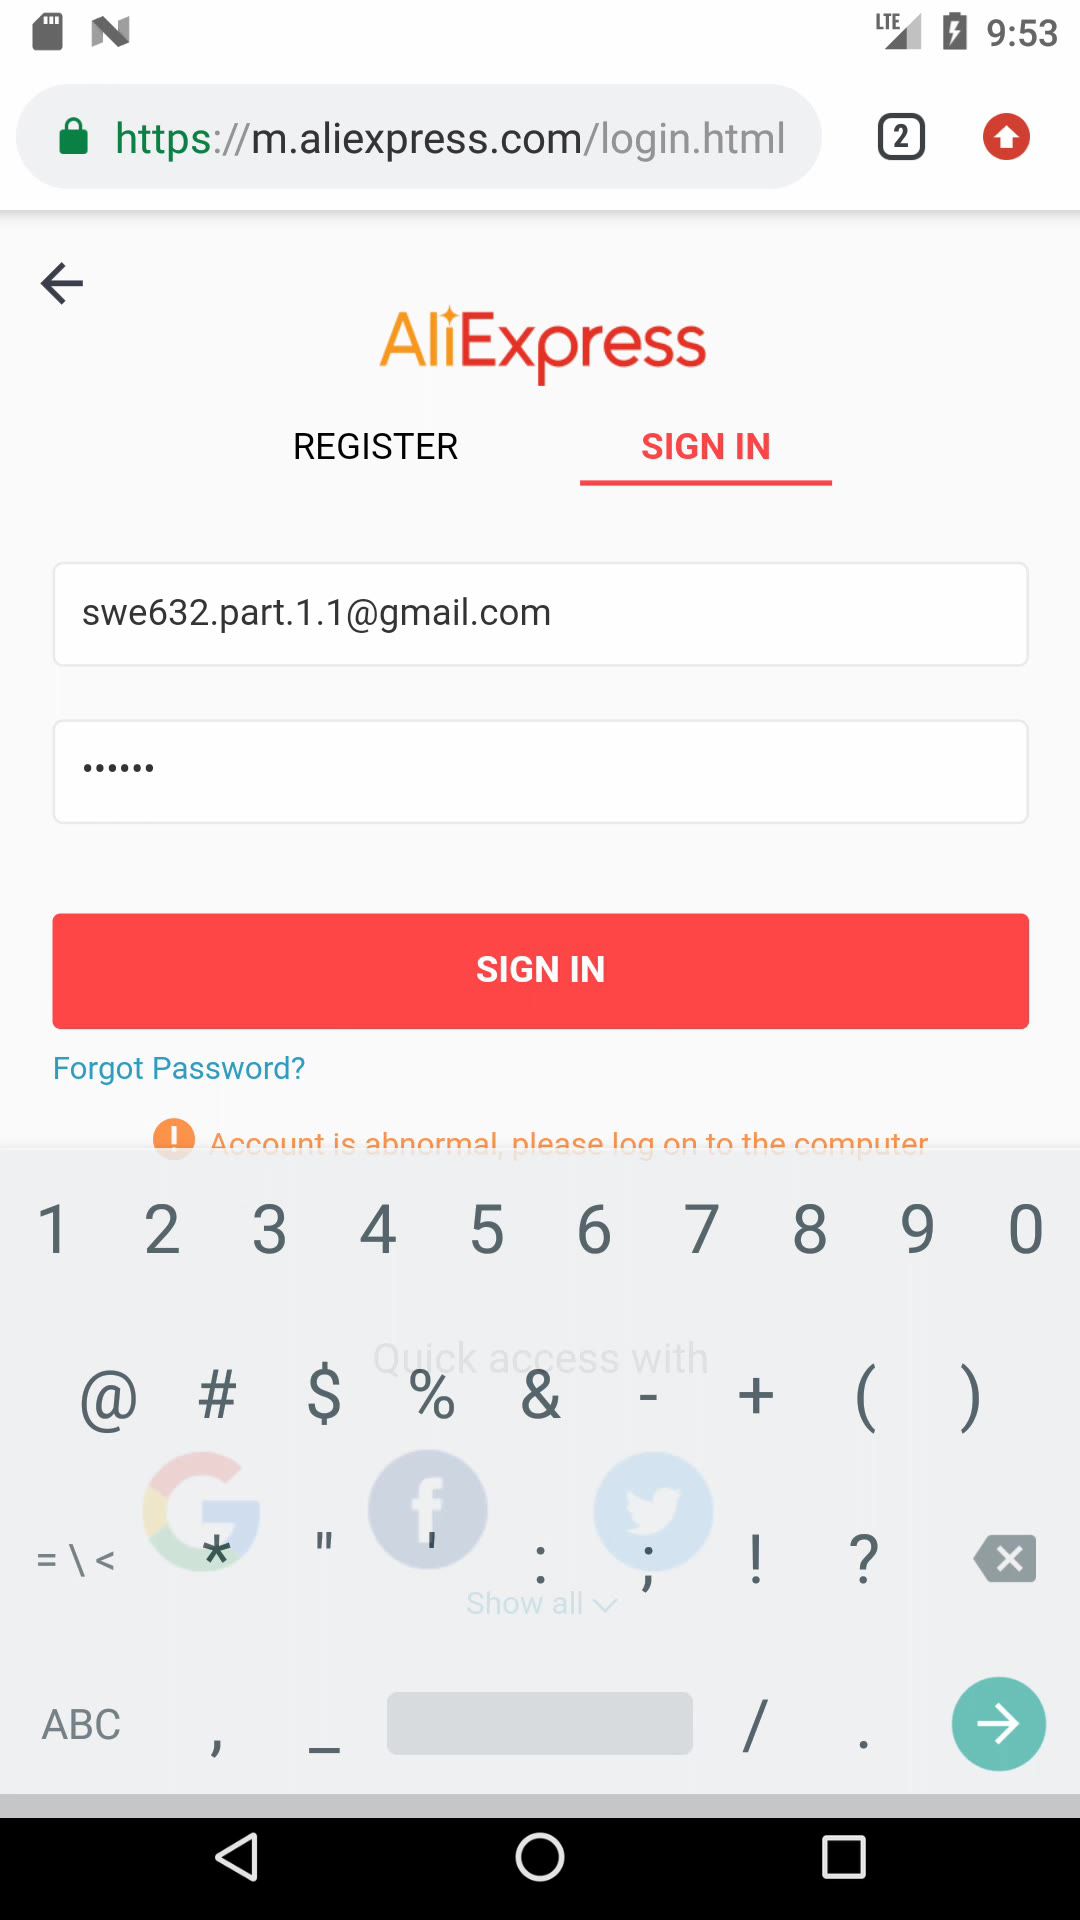 LTE 9:53
https://m.aliexpress.com/login.html 2
AliExpress
REGISTER SIGN IN
swe632.part.1.1@gmail.com
••••••
SIGN IN
Forgot Password?
! Account is abnormal, please log on to the computer
1 2 3 4 5 6 7 8 9 0
Quick access with
@ # $ % & - + ( )
= \ < * " ' : ; ! ?
Show all
ABC , _ / .